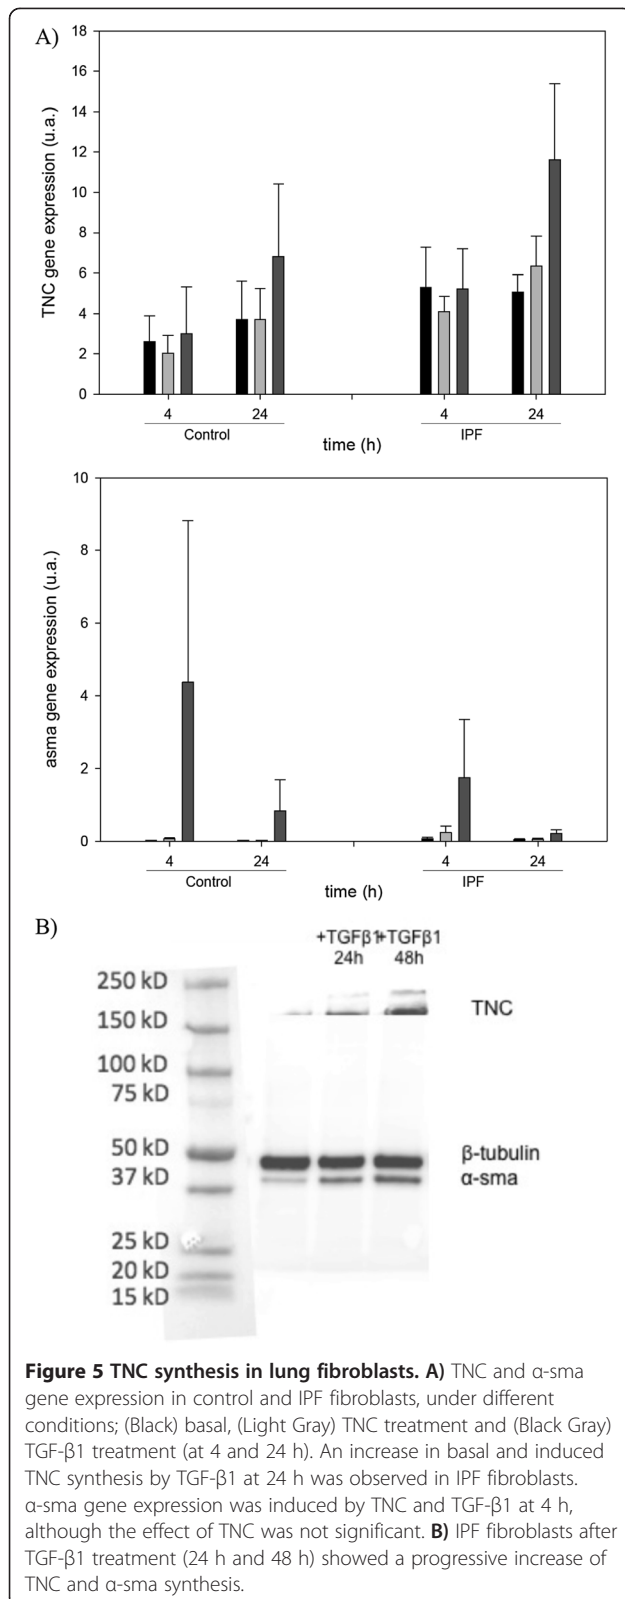 A)
18
16
14
12
10
8
6
4
2
0
TNC gene expression (u.a.)
4 24 4 24
Control IPF
time (h)
10
8
6
4
2
0
asma gene expression (u.a.)
4 24 4 24
Control IPF
time (h)
B)
+TGFβ1 +TGFβ1
24h 48h
250 kD
150 kD
100 kD
75 kD
50 kD
37 kD
25 kD
20 kD
15 kD
TNC
β-tubulin
α-sma
Figure 5 TNC synthesis in lung fibroblasts. A) TNC and α-sma
gene expression in control and IPF fibroblasts, under different
conditions; (Black) basal, (Light Gray) TNC treatment and (Black Gray)
TGF-β1 treatment (at 4 and 24 h). An increase in basal and induced
TNC synthesis by TGF-β1 at 24 h was observed in IPF fibroblasts.
α-sma gene expression was induced by TNC and TGF-β1 at 4 h,
although the effect of TNC was not significant. B) IPF fibroblasts after
TGF-β1 treatment (24 h and 48 h) showed a progressive increase of
TNC and α-sma synthesis.